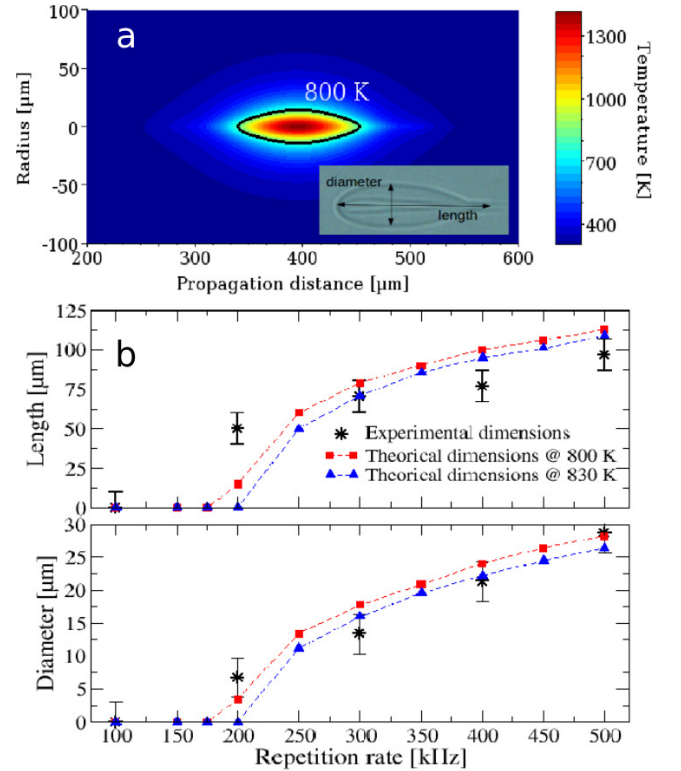 a
100
50
0
-50
-100
Radius [µm]
800 K
diameter
length
200 300 400 500 600
Propagation distance [µm]
1300
1000
700
400
Temperature [K]
b
125
100
75
50
25
0
Length [µm]
Experimental dimensions
Theorical dimensions @ 800 K
Theorical dimensions @ 830 K
30
25
20
15
10
5
0
Diameter [µm]
100 150 200 250 300 350 400 450 500
Repetition rate [kHz]